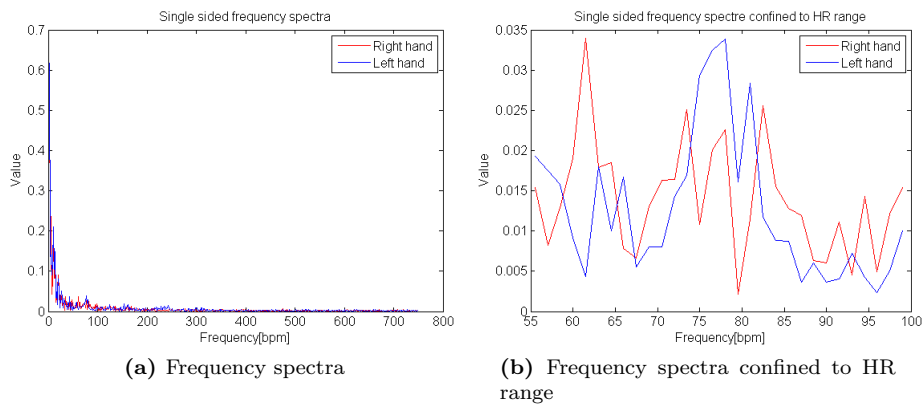 Single sided frequency spectra
0.7
0.6
0.5
0.4
0.3
0.2
0.1
0
Value
Right hand
Left hand
0 100 200 300 400 500 600 700 800
Frequency[bpm]
(a) Frequency spectra
Single sided frequency spectre confined to HR range
0.035
0.03
0.025
0.02
0.015
0.01
0.005
0
Value
Right hand
Left hand
55 60 65 70 75 80 85 90 95 100
Frequency[bpm]
(b) Frequency spectra confined to HR
range